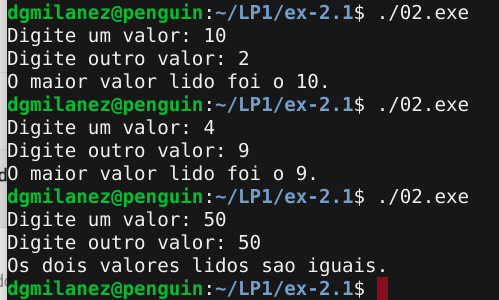 dgmilanez@penguin:~/LP1/ex-2.1$ ./02.exe
Digite um valor: 10
Digite outro valor: 2
O maior valor lido foi o 10.
dgmilanez@penguin:~/LP1/ex-2.1$ ./02.exe
Digite um valor: 4
Digite outro valor: 9
O maior valor lido foi o 9.
dgmilanez@penguin:~/LP1/ex-2.1$ ./02.exe
Digite um valor: 50
Digite outro valor: 50
Os dois valores lidos sao iguais.
dgmilanez@penguin:~/LP1/ex-2.1$